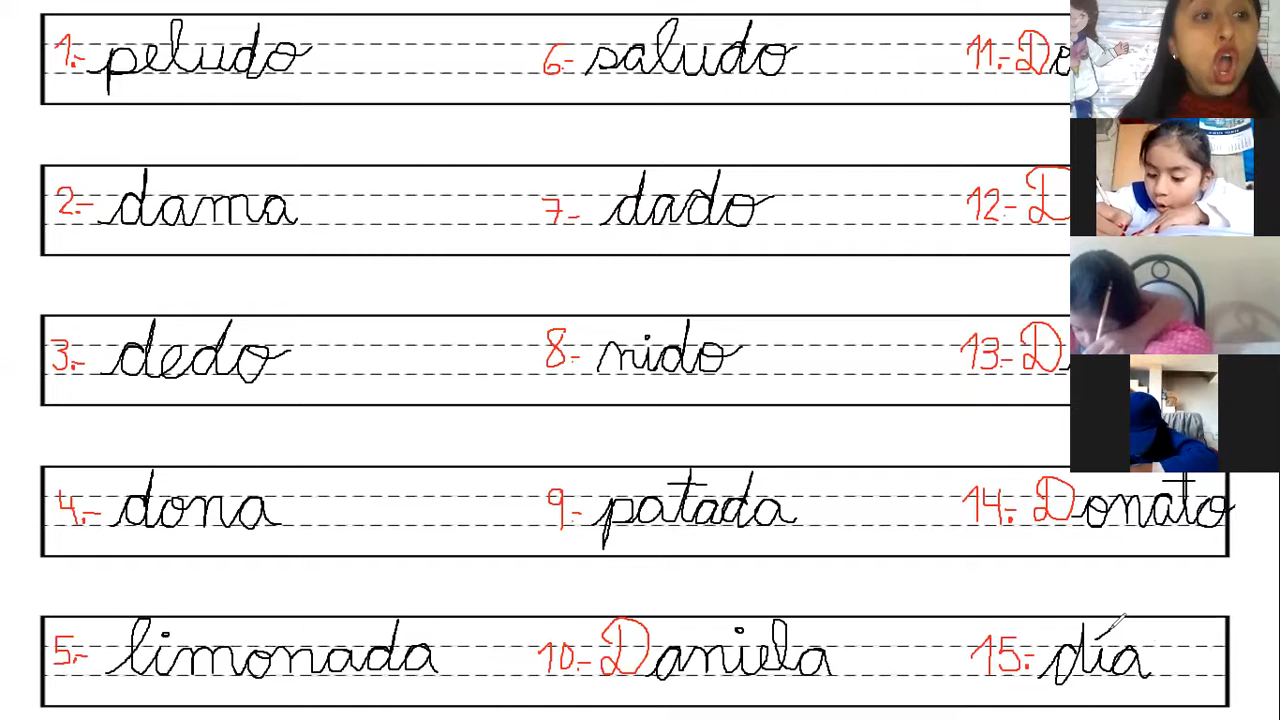 1.- peludo
2.- dama
3.- dedo
4.- dona
5.- limonada
6.- saludo
7.- dado
8.- nido
9.- patada
10.- Daniela
11.- D
12.- D
13.- D
14.- Donato
15.- día